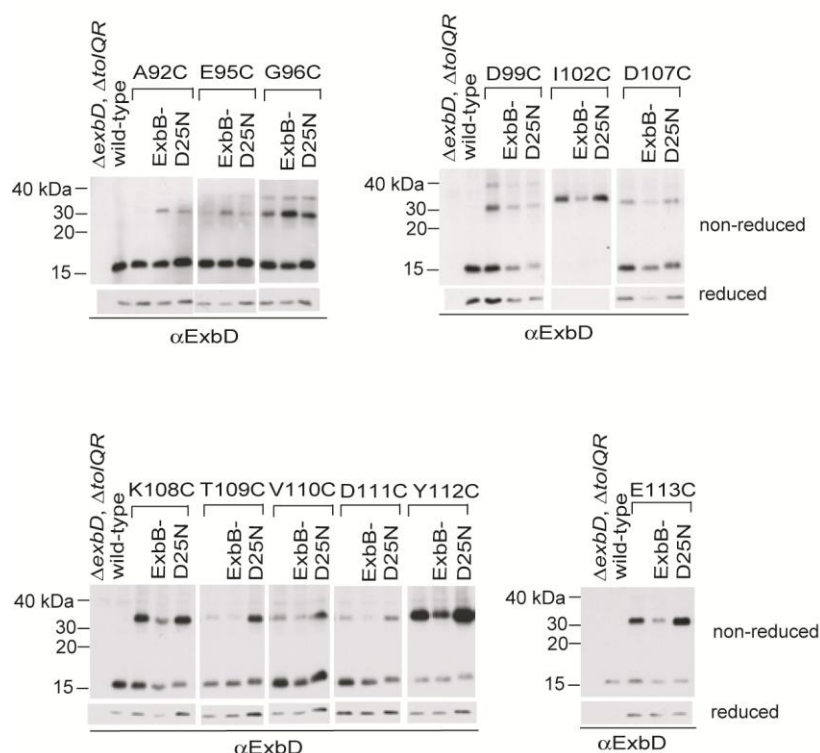 ΔexbD, ΔtolQR
wild-type
A92C
ExbB-
D25N
E95C
ExbB-
D25N
G96C
ExbB-
D25N
40 kDa
30
20
15
αExbD
ΔexbD, ΔtolQR
wild-type
D99C
ExbB-
D25N
I102C
ExbB-
D25N
D107C
ExbB-
D25N
40 kDa
30
20
15
non-reduced
reduced
αExbD
ΔexbD, ΔtolQR
wild-type
K108C
ExbB-
D25N
T109C
ExbB-
D25N
V110C
ExbB-
D25N
D111C
ExbB-
D25N
Y112C
ExbB-
D25N
40 kDa
30
20
15
αExbD
ΔexbD, ΔtolQR
wild-type
E113C
ExbB-
D25N
40 kDa
30
20
15
non-reduced
reduced
αExbD